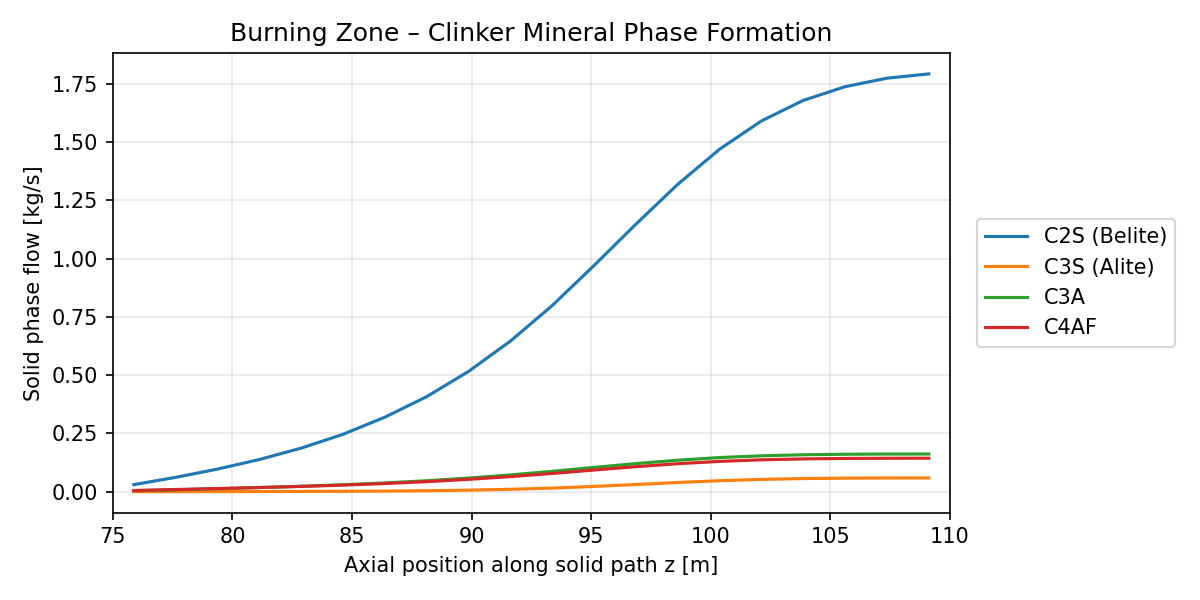 Burning Zone – Clinker Mineral Phase Formation
Solid phase flow [kg/s]
1.75
1.50
1.25
1.00
0.75
0.50
0.25
0.00
75 80 85 90 95 100 105 110
Axial position along solid path z [m]
C2S (Belite)
C3S (Alite)
C3A
C4AF